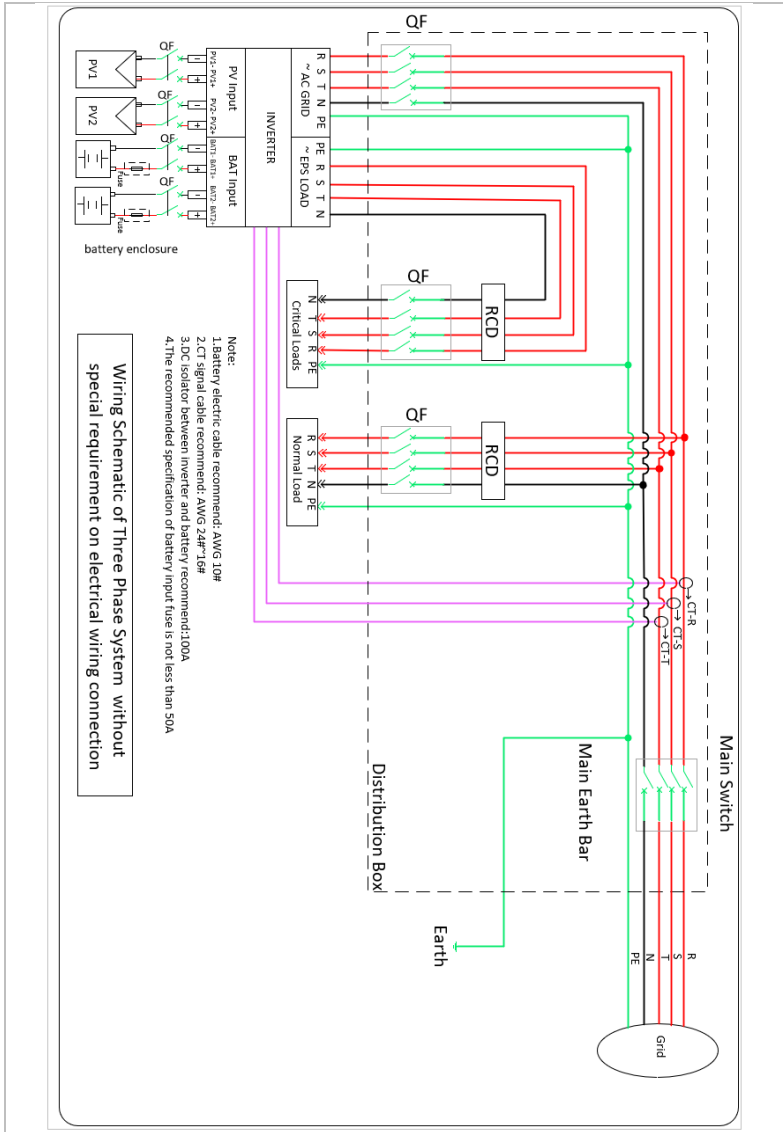 QF
QF
PV1
QF
PV2
QF
Fuse
QF
Fuse
battery enclosure
PV1- PV1+
PV2- PV2+
BAT1- BAT1+
BAT2- BAT2+
PV Input
BAT Input
INVERTER
~ AC GRID
~ EPS LOAD
R
S
T
N
PE
PE
R
S
T
N
QF
RCD
N
T
S
R
PE
Critical Loads
QF
RCD
R
S
T
N
PE
Normal Load
Note:
1.Battery electric cable recommend: AWG 10#
2.CT signal cable recommend: AWG 24#~16#
3.DC isolator between inverter and battery recommend:100A
4.The recommended specification of battery input fuse is not less than 50A
Wiring Schematic of Three Phase System without
special requirement on electrical wiring connection
CT-R
CT-S
CT-T
Main Switch
Main Earth Bar
Distribution Box
Earth
R
S
T
N
PE
Grid